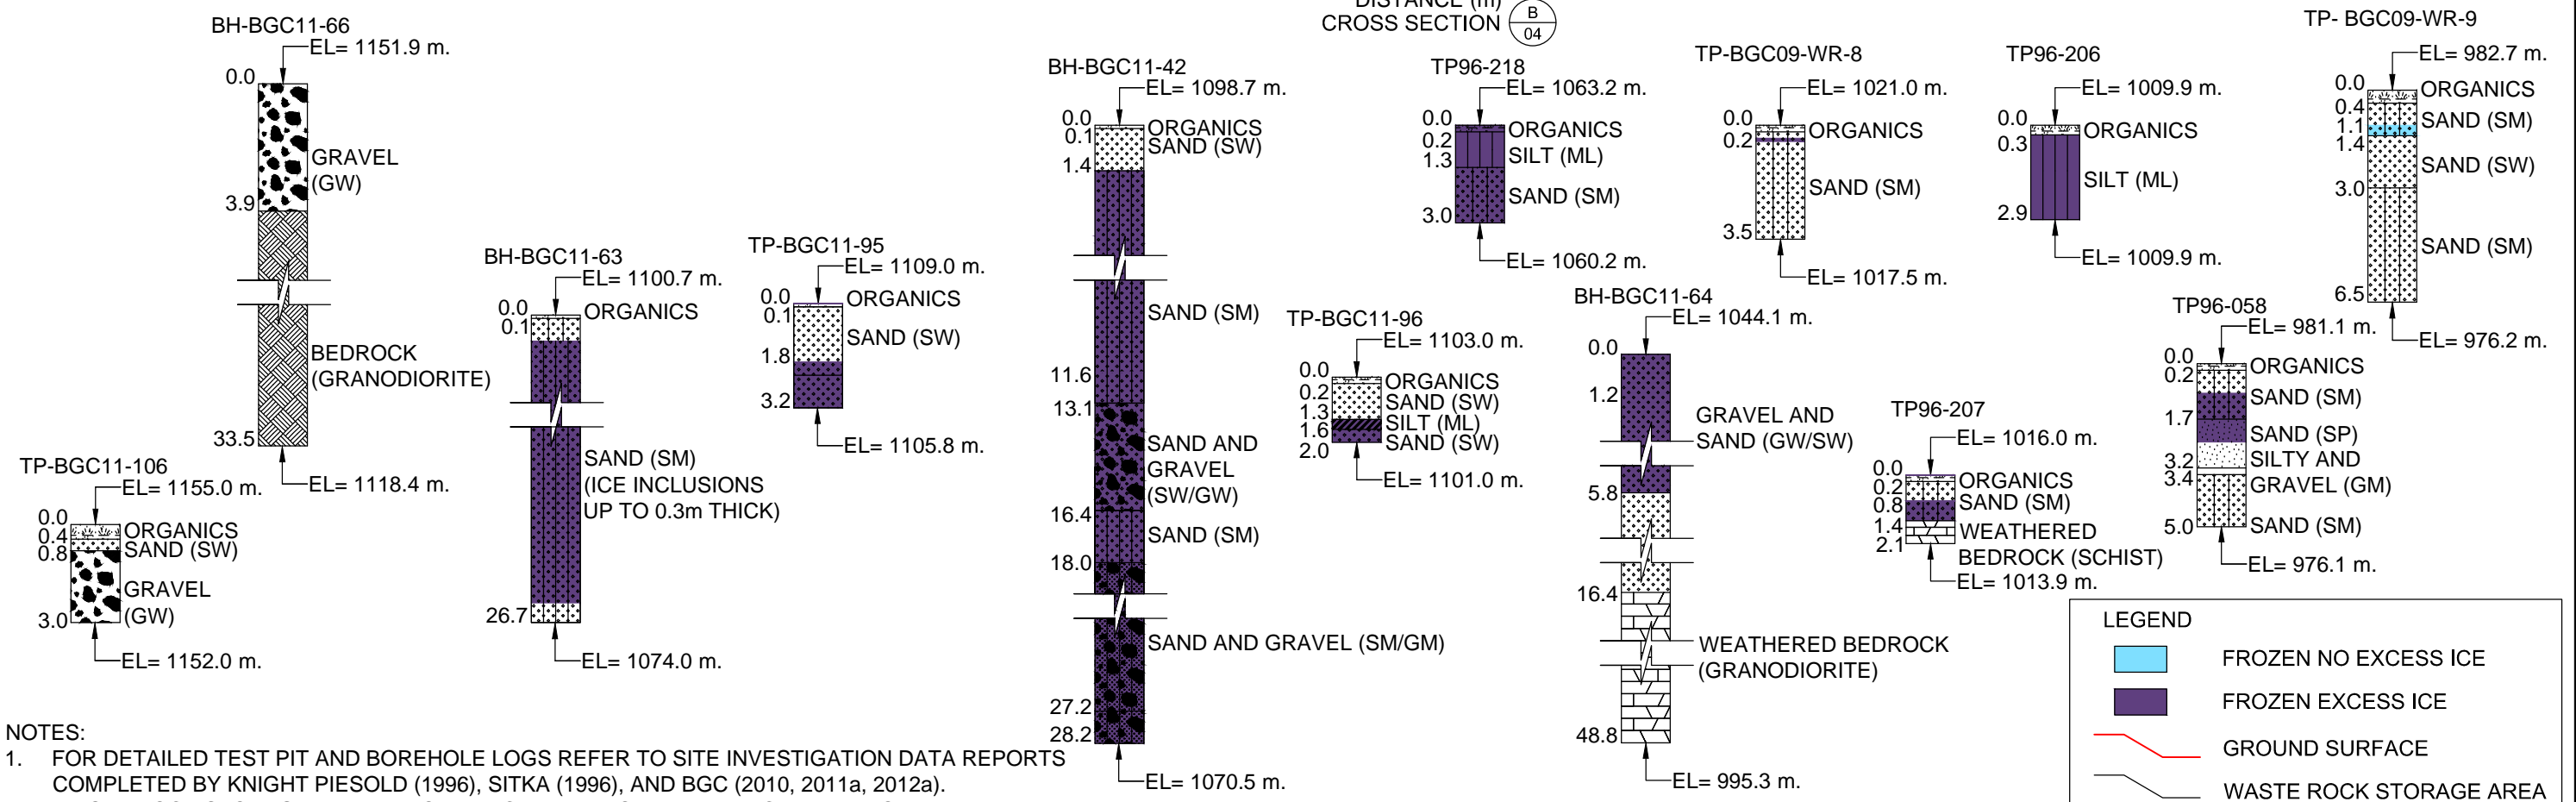 DISTANCE (m)
CROSS SECTION
B
04
BH-BGC11-66
EL= 1151.9 m.
0.0
GRAVEL
(GW)
3.9
BEDROCK
(GRANODIORITE)
33.5
EL= 1118.4 m.
TP-BGC11-106
EL= 1155.0 m.
0.0
ORGANICS
0.4
SAND (SW)
0.8
GRAVEL
(GW)
3.0
EL= 1152.0 m.
BH-BGC11-63
EL= 1100.7 m.
0.0
ORGANICS
0.1
SAND (SM)
(ICE INCLUSIONS
UP TO 0.3m THICK)
26.7
EL= 1074.0 m.
TP-BGC11-95
EL= 1109.0 m.
0.0
ORGANICS
0.1
SAND (SW)
1.8
3.2
EL= 1105.8 m.
BH-BGC11-42
EL= 1098.7 m.
0.0
ORGANICS
0.1
SAND (SW)
1.4
SAND (SM)
11.6
13.1
SAND AND
GRAVEL
(SW/GW)
16.4
SAND (SM)
18.0
SAND AND GRAVEL (SM/GM)
27.2
28.2
EL= 1070.5 m.
TP96-218
EL= 1063.2 m.
0.0
ORGANICS
0.2
SILT (ML)
1.3
SAND (SM)
3.0
EL= 1060.2 m.
TP-BGC11-96
EL= 1103.0 m.
0.0
ORGANICS
0.2
SAND (SW)
1.3
SILT (ML)
1.6
SAND (SW)
2.0
EL= 1101.0 m.
TP-BGC09-WR-8
EL= 1021.0 m.
0.0
ORGANICS
0.2
SAND (SM)
3.5
EL= 1017.5 m.
BH-BGC11-64
EL= 1044.1 m.
0.0
1.2
GRAVEL AND
SAND (GW/SW)
5.8
16.4
WEATHERED BEDROCK
(GRANODIORITE)
48.8
EL= 995.3 m.
TP96-206
EL= 1009.9 m.
0.0
ORGANICS
0.3
SILT (ML)
2.9
EL= 1009.9 m.
TP96-207
EL= 1016.0 m.
0.0
ORGANICS
0.2
SAND (SM)
0.8
1.4
WEATHERED
2.1
BEDROCK (SCHIST)
EL= 1013.9 m.
TP- BGC09-WR-9
EL= 982.7 m.
0.0
ORGANICS
0.4
SAND (SM)
1.1
1.4
SAND (SW)
3.0
SAND (SM)
6.5
EL= 976.2 m.
TP96-058
EL= 981.1 m.
0.0
ORGANICS
0.2
SAND (SM)
1.7
SAND (SP)
3.2
SILTY AND
3.4
GRAVEL (GM)
5.0
SAND (SM)
EL= 976.1 m.
LEGEND
FROZEN NO EXCESS ICE
FROZEN EXCESS ICE
GROUND SURFACE
WASTE ROCK STORAGE AREA
NOTES:
1. FOR DETAILED TEST PIT AND BOREHOLE LOGS REFER TO SITE INVESTIGATION DATA REPORTS
COMPLETED BY KNIGHT PIESOLD (1996), SITKA (1996), AND BGC (2010, 2011a, 2012a).